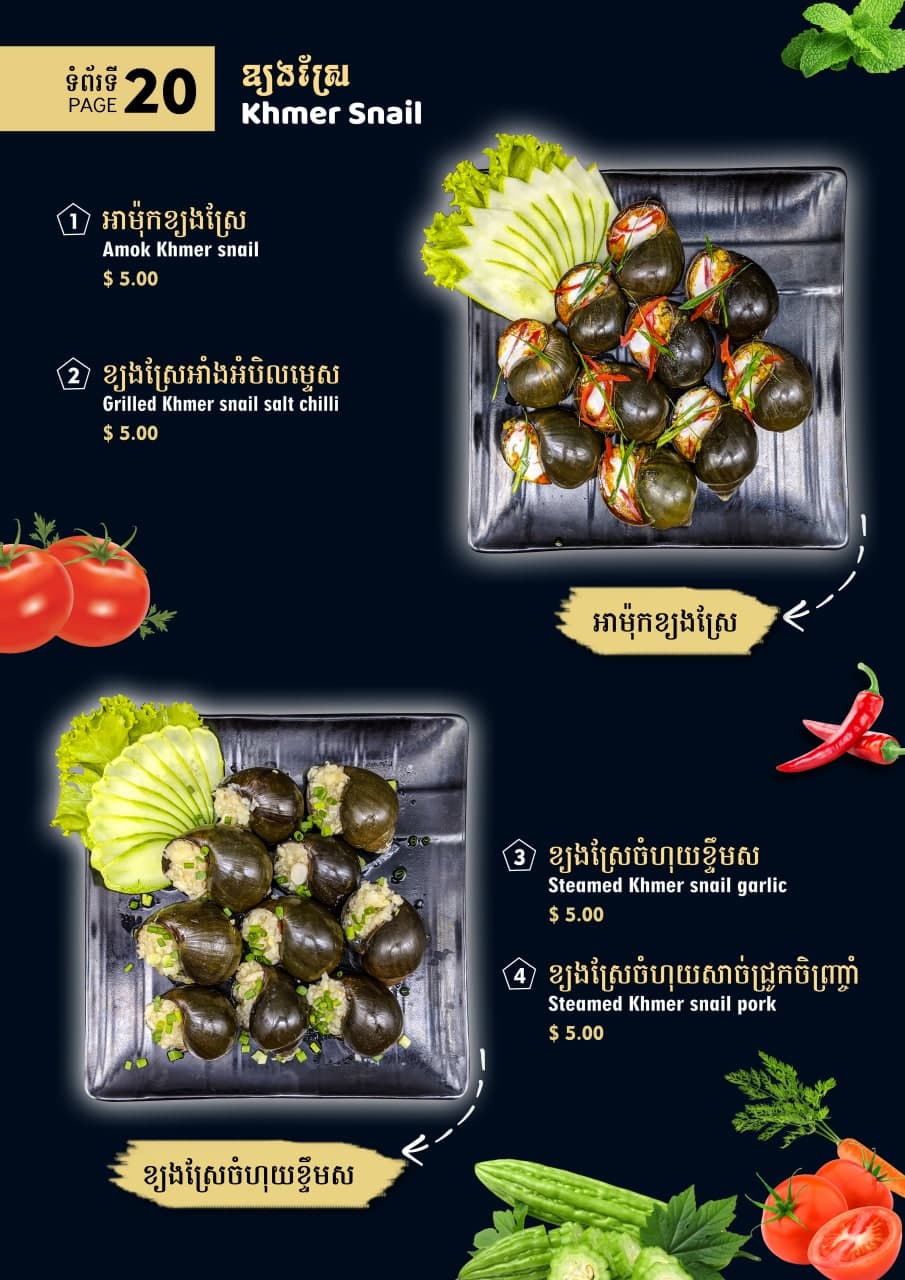 ទំព័រទី
PAGE 20
ខ្យងស្រែ
Khmer Snail
1 អាម៉ុកខ្យងស្រែ
Amok Khmer snail
$ 5.00
2 ខ្យងស្រែអាំងអំបិលម្ទេស
Grilled Khmer snail salt chilli
$ 5.00
អាម៉ុកខ្យងស្រែ
3 ខ្យងស្រែចំហុយខ្ទឹមស
Steamed Khmer snail garlic
$ 5.00
4 ខ្យងស្រែចំហុយសាច់ជ្រូកចិញ្ច្រាំ
Steamed Khmer snail pork
$ 5.00
ខ្យងស្រែចំហុយខ្ទឹមស